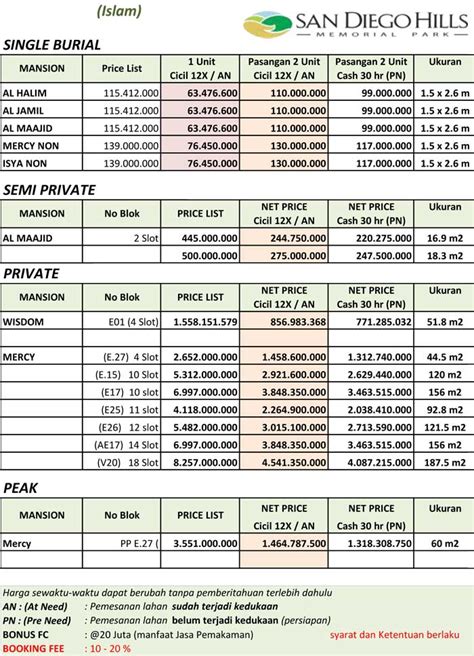 (Islam)
SAN DIEGO HILLS
MEMORIAL PARK
SINGLE BURIAL
MANSION Price List 1 Unit Cicil 12X / AN Pasangan 2 Unit Cicil 12X / AN Pasangan 2 Unit Cash 30 hr (PN) Ukuran
AL HALIM 115.412.000 63.476.600 110.000.000 99.000.000 1.5 x 2.6 m
AL JAMIL 115.412.000 63.476.600 110.000.000 99.000.000 1.5 x 2.6 m
AL MAAJID 115.412.000 63.476.600 110.000.000 99.000.000 1.5 x 2.6 m
MERCY NON 139.000.000 76.450.000 130.000.000 117.000.000 1.5 x 2.6 m
ISYA NON 139.000.000 76.450.000 130.000.000 117.000.000 1.5 x 2.6 m
SEMI PRIVATE
MANSION No Blok PRICE LIST NET PRICE Cicil 12X / AN NET PRICE Cash 30 hr (PN) Ukuran
AL MAAJID 2 Slot 445.000.000 244.750.000 220.275.000 16.9 m2
500.000.000 275.000.000 247.500.000 18.3 m2
PRIVATE
MANSION No Blok PRICE LIST NET PRICE Cicil 12X / AN NET PRICE Cash 30 hr (PN) Ukuran
WISDOM E01 (4 Slot) 1.558.151.579 856.983.368 771.285.032 51.8 m2
MERCY (E.27) 4 Slot 2.652.000.000 1.458.600.000 1.312.740.000 44.5 m2
(E.15) 10 Slot 5.312.000.000 2.921.600.000 2.629.440.000 120 m2
(E17) 10 slot 6.997.000.000 3.848.350.000 3.463.515.000 156 m2
(E25) 11 slot 4.118.000.000 2.264.900.000 2.038.410.000 92.8 m2
(E26) 12 slot 5.482.000.000 3.015.100.000 2.713.590.000 121.5 m2
(AE17) 14 Slot 6.997.000.000 3.848.350.000 3.463.515.000 156 m2
(V20) 18 Slot 8.257.000.000 4.541.350.000 4.087.215.000 187.5 m2
PEAK
MANSION No Blok PRICE LIST NET PRICE Cicil 12X / AN NET PRICE Cash 30 hr (PN) Ukuran
Mercy PP E.27 ( 3.551.000.000 1.464.787.500 1.318.308.750 60 m2
Harga sewaktu-waktu dapat berubah tanpa pemberitahuan terlebih dahulu
AN : (At Need) : Pemesanan lahan sudah terjadi kedukaan
PN : (Pre Need) : Pemesanan lahan belum terjadi kedukaan (persiapan)
BONUS FC : @20 Juta (manfaat Jasa Pemakaman) syarat dan Ketentuan berlaku
BOOKING FEE : 10 - 20 %